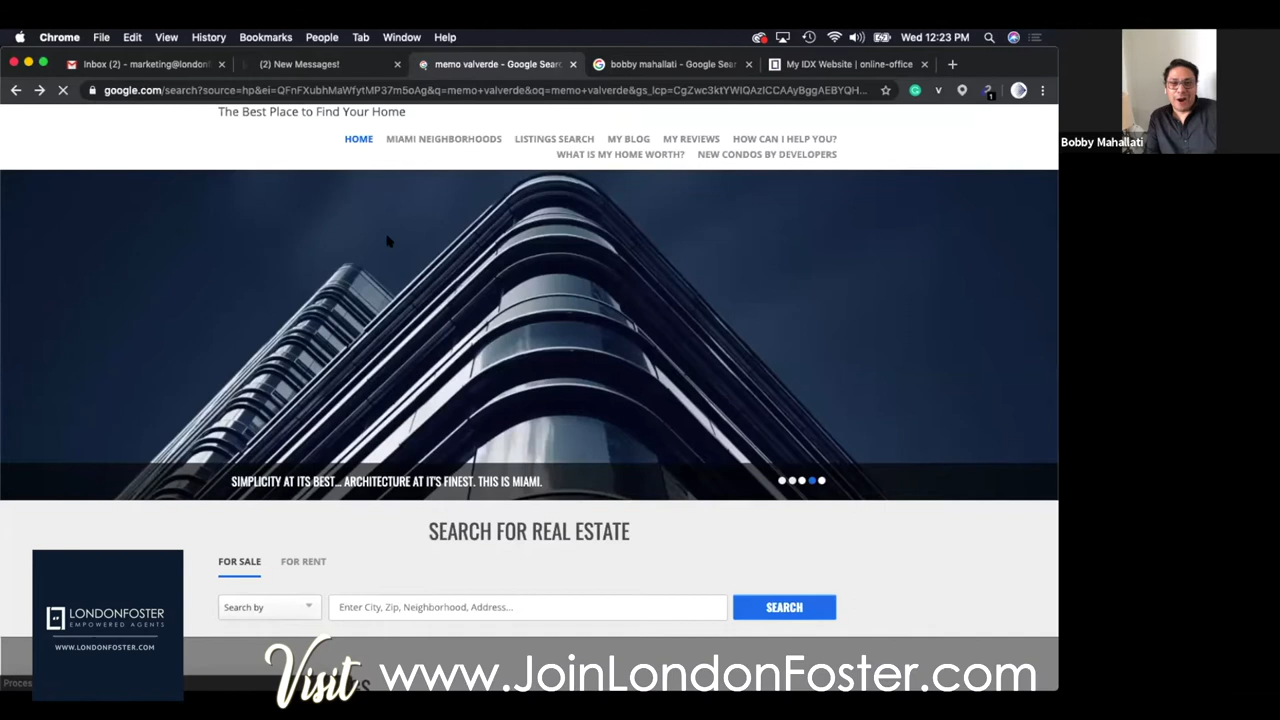 Chrome File Edit View History Bookmarks People Tab Window Help Wed 12:23 PM
Inbox (2) - marketing@londonf (2) New Messagest memo valverde - Google Searc bobby mahallati - Google Search My IDX Website | online-office
google.com/search?source=hp&ei=QFnFXubhMaWfytMP37m5oAg&q=memo+valverde&oq=memo+valverde&gs_lcp=CgZwc3ktYWIQAzICCAAyBggAEBYQH...
The Best Place to Find Your Home
HOME MIAMI NEIGHBORHOODS LISTINGS SEARCH MY BLOG MY REVIEWS HOW CAN I HELP YOU?
WHAT IS MY HOME WORTH? NEW CONDOS BY DEVELOPERS
Bobby Mahallati
SIMPLICITY AT ITS BEST... ARCHITECTURE AT IT'S FINEST. THIS IS MIAMI.
SEARCH FOR REAL ESTATE
FOR SALE FOR RENT
Search by Enter City, Zip, Neighborhood, Address... SEARCH
LONDONFOSTER
EMPOWERED AGENTS
WWW.LONDONFOSTER.COM
Visit www.JoinLondonFoster.com